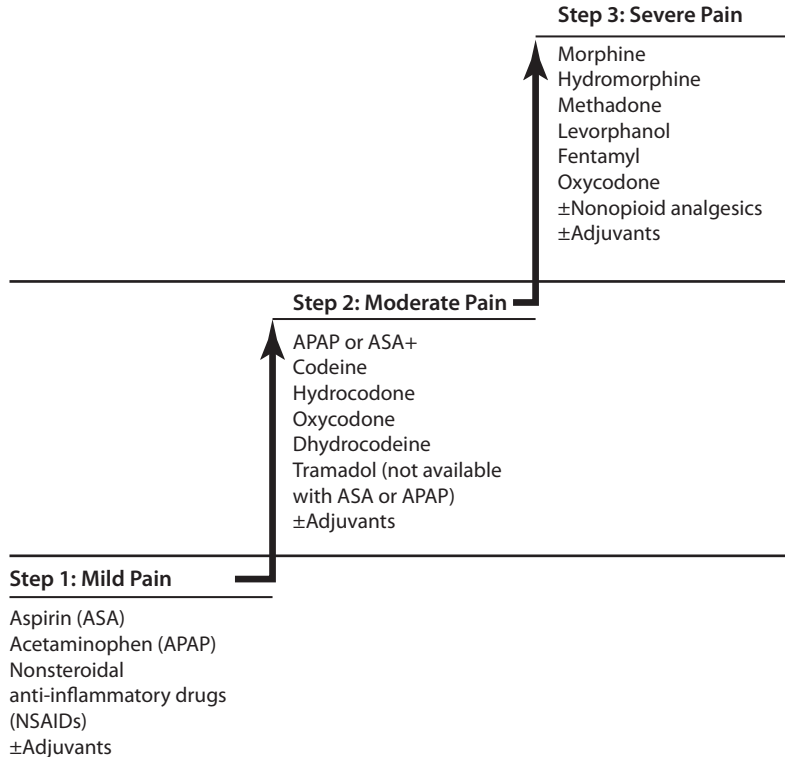 Step 3: Severe Pain
Morphine
Hydromorphine
Methadone
Levorphanol
Fentamyl
Oxycodone
±Nonopioid analgesics
±Adjuvants
Step 2: Moderate Pain
APAP or ASA+
Codeine
Hydrocodone
Oxycodone
Dhydrocodeine
Tramadol (not available
with ASA or APAP)
±Adjuvants
Step 1: Mild Pain
Aspirin (ASA)
Acetaminophen (APAP)
Nonsteroidal
anti-inflammatory drugs
(NSAIDs)
±Adjuvants